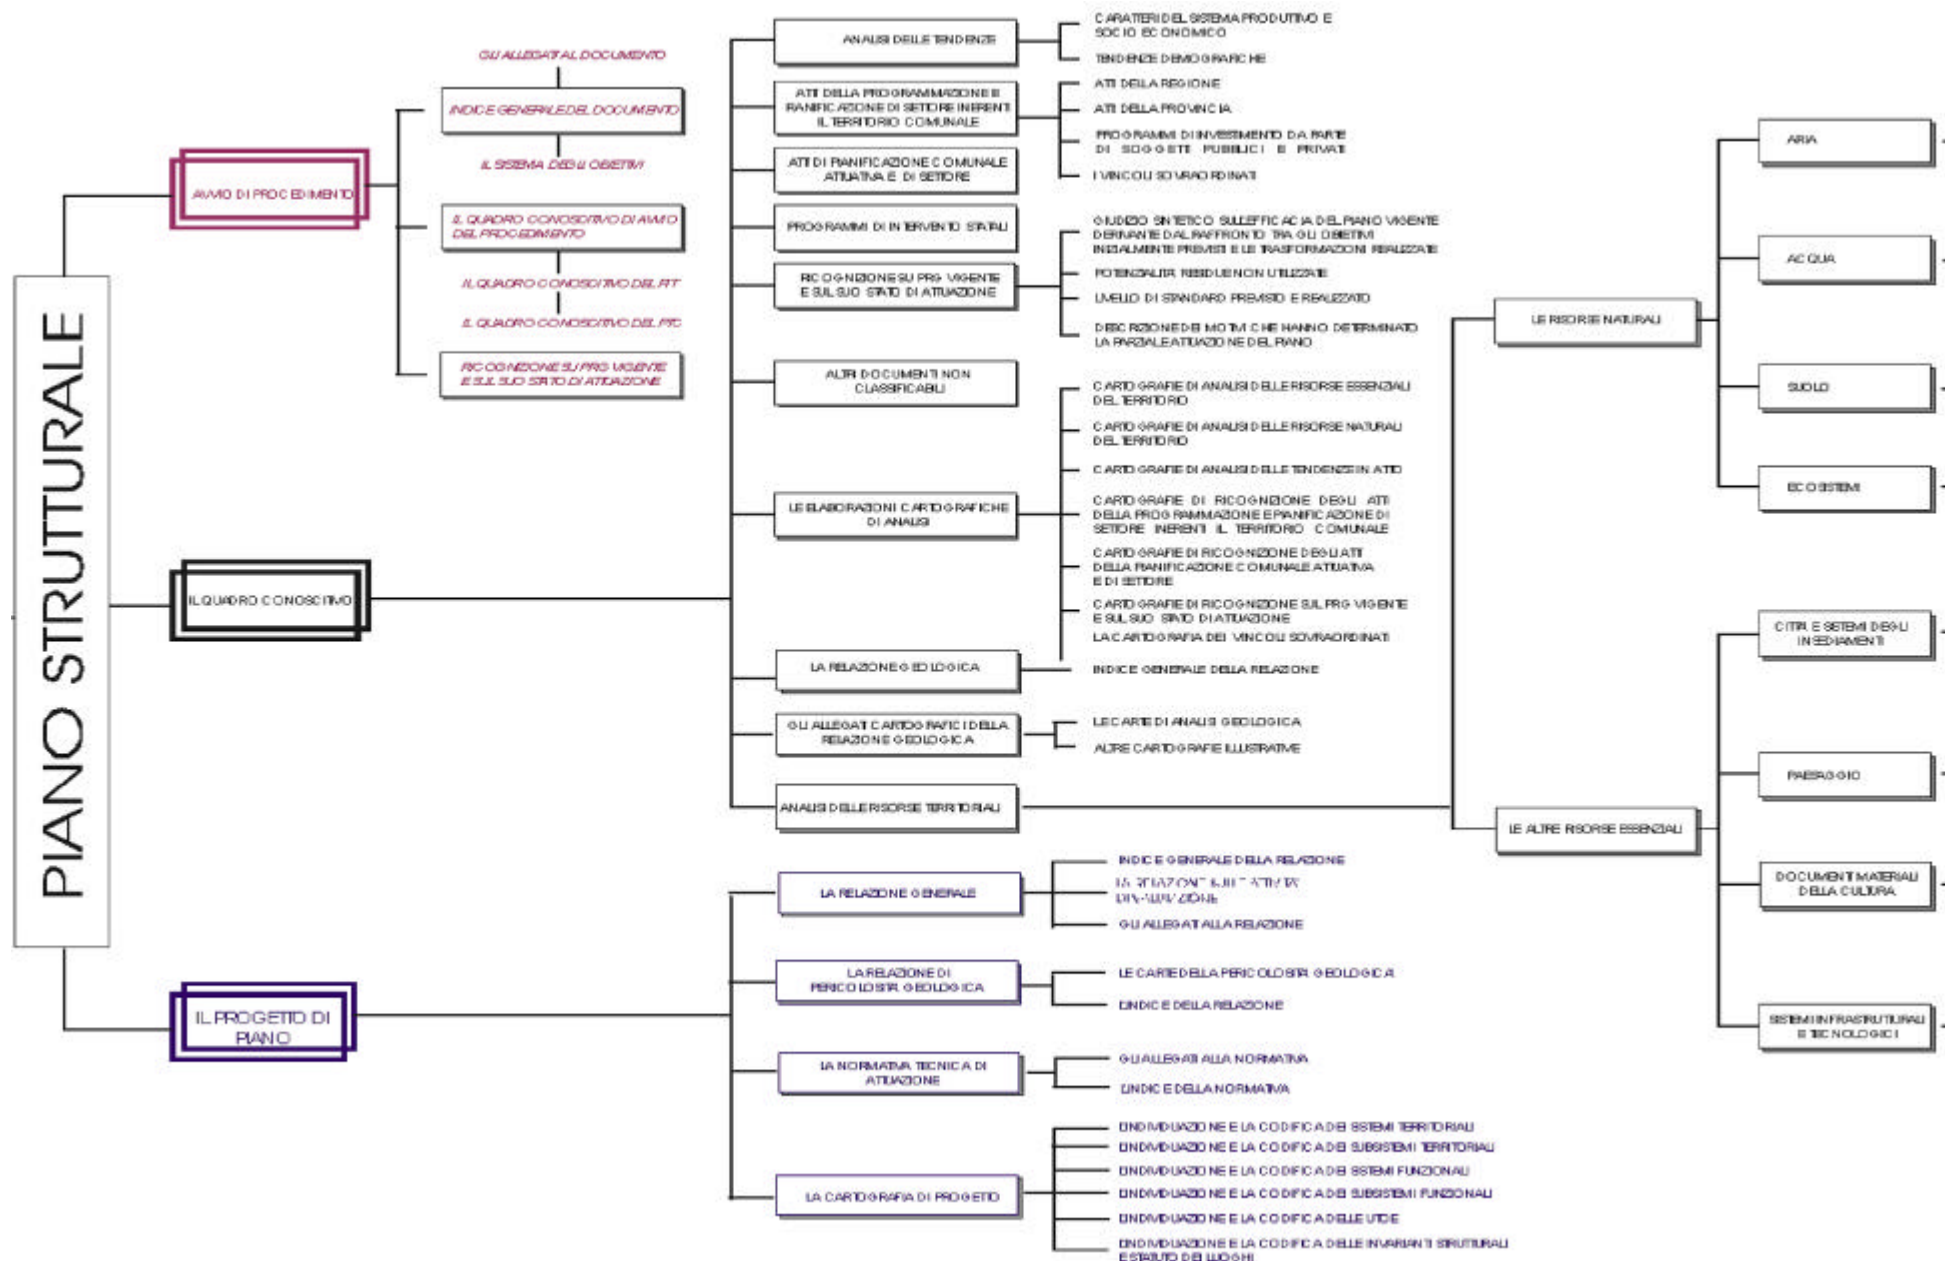 PIANO STRUTTURALE
AVVIO DI PROCEDIMENTO
GLI ALLEGATI AL DOCUMENTO
INDICE GENERALE DEL DOCUMENTO
IL SISTEMA DEGLI OBIETTIVI
IL QUADRO CONOSCITIVO DI AVVIO
DEL PROCEDIMENTO
IL QUADRO CONOSCITIVO DEL PIT
IL QUADRO CONOSCITIVO DEL PTC
RICOGNIZIONE SU PRG VIGENTE
E SUL SUO STATO DI ATTUAZIONE
IL QUADRO CONOSCITIVO
ANALISI DELLE TENDENZE
CARATTERI DEL SISTEMA PRODUTTIVO E
SOCIO ECONOMICO
TENDENZE DEMOGRAFICHE
ATTI DELLA PROGRAMMAZIONE E
PIANIFICAZIONE DI SETTORE INERENTI
IL TERRITORIO COMUNALE
ATTI DELLA REGIONE
ATTI DELLA PROVINCIA
PROGRAMMI DI INVESTIMENTO DA PARTE
DI SOGGETTI PUBBLICI E PRIVATI
I VINCOLI SOVRAORDINATI
ATTI DI PIANIFICAZIONE COMUNALE
ATTUATIVA E DI SETTORE
PROGRAMMI DI INTERVENTO STATALI
RICOGNIZIONE SU PRG VIGENTE
E SUL SUO STATO DI ATTUAZIONE
GIUDIZIO SINTETICO SULL'EFFICACIA DEL PIANO VIGENTE
DERIVANTE DAL RAFFRONTO TRA GLI OBIETTIVI
INIZIALMENTE PREVISTI E LE TRASFORMAZIONI REALIZZATE
POTENZIALITA' RESIDUE NON UTILIZZATE
LIVELLO DI STANDARD PREVISTO E REALIZZATO
DESCRIZIONE DEI MOTIVI CHE HANNO DETERMINATO
LA PARZIALE ATTUAZIONE DEL PIANO
ALTRI DOCUMENTI NON
CLASSIFICABILI
LE ELABORAZIONI CARTOGRAFICHE
DI ANALISI
CARTOGRAFIE DI ANALISI DELLE RISORSE ESSENZIALI
DEL TERRITORIO
CARTOGRAFIE DI ANALISI DELLE RISORSE NATURALI
DEL TERRITORIO
CARTOGRAFIE DI ANALISI DELLE TENDENZE IN ATTO
CARTOGRAFIE DI RICOGNIZIONE DEGLI ATTI
DELLA PROGRAMMAZIONE E PIANIFICAZIONE DI
SETTORE INERENTI IL TERRITORIO COMUNALE
CARTOGRAFIE DI RICOGNIZIONE DEGLI ATTI
DELLA PIANIFICAZIONE COMUNALE ATTUATIVA
E DI SETTORE
CARTOGRAFIE DI RICOGNIZIONE SUL PRG VIGENTE
E SUL SUO STATO DI ATTUAZIONE
LA CARTOGRAFIA DEI VINCOLI SOVRAORDINATI
LA RELAZIONE GEOLOGICA
INDICE GENERALE DELLA RELAZIONE
GLI ALLEGATI CARTOGRAFICI DELLA
RELAZIONE GEOLOGICA
LE CARTE DI ANALISI GEOLOGICA
ALTRE CARTOGRAFIE ILLUSTRATIVE
ANALISI DELLE RISORSE TERRITORIALI
LE RISORSE NATURALI
ARIA
ACQUA
SUOLO
ECOSISTEMI
LE ALTRE RISORSE ESSENZIALI
CITTA' E SISTEMI DEGLI
INSEDIAMENTI
PAESAGGIO
DOCUMENTI MATERIALI
DELLA CULTURA
SISTEMI INFRASTRUTTURALI
E TECNOLOGICI
IL PROGETTO DI
PIANO
LA RELAZIONE GENERALE
INDICE GENERALE DELLA RELAZIONE
LA RELAZIONE
GLI ALLEGATI ALLA RELAZIONE
LA RELAZIONE DI
PERICOLOSITA' GEOLOGICA
LE CARTE DELLA PERICOLOSITA' GEOLOGICA
L'INDICE DELLA RELAZIONE
LA NORMATIVA TECNICA DI
ATTUAZIONE
GLI ALLEGATI ALLA NORMATIVA
L'INDICE DELLA NORMATIVA
LA CARTOGRAFIA DI PROGETTO
L'INDIVIDUAZIONE E LA CODIFICA DEI SISTEMI TERRITORIALI
L'INDIVIDUAZIONE E LA CODIFICA DEI SUBSISTEMI TERRITORIALI
L'INDIVIDUAZIONE E LA CODIFICA DEI SISTEMI FUNZIONALI
L'INDIVIDUAZIONE E LA CODIFICA DEI SUBSISTEMI FUNZIONALI
L'INDIVIDUAZIONE E LA CODIFICA DELLE UTOE
L'INDIVIDUAZIONE E LA CODIFICA DELLE INVARIANTI STRUTTURALI
E STATUTO DEI LUOGHI